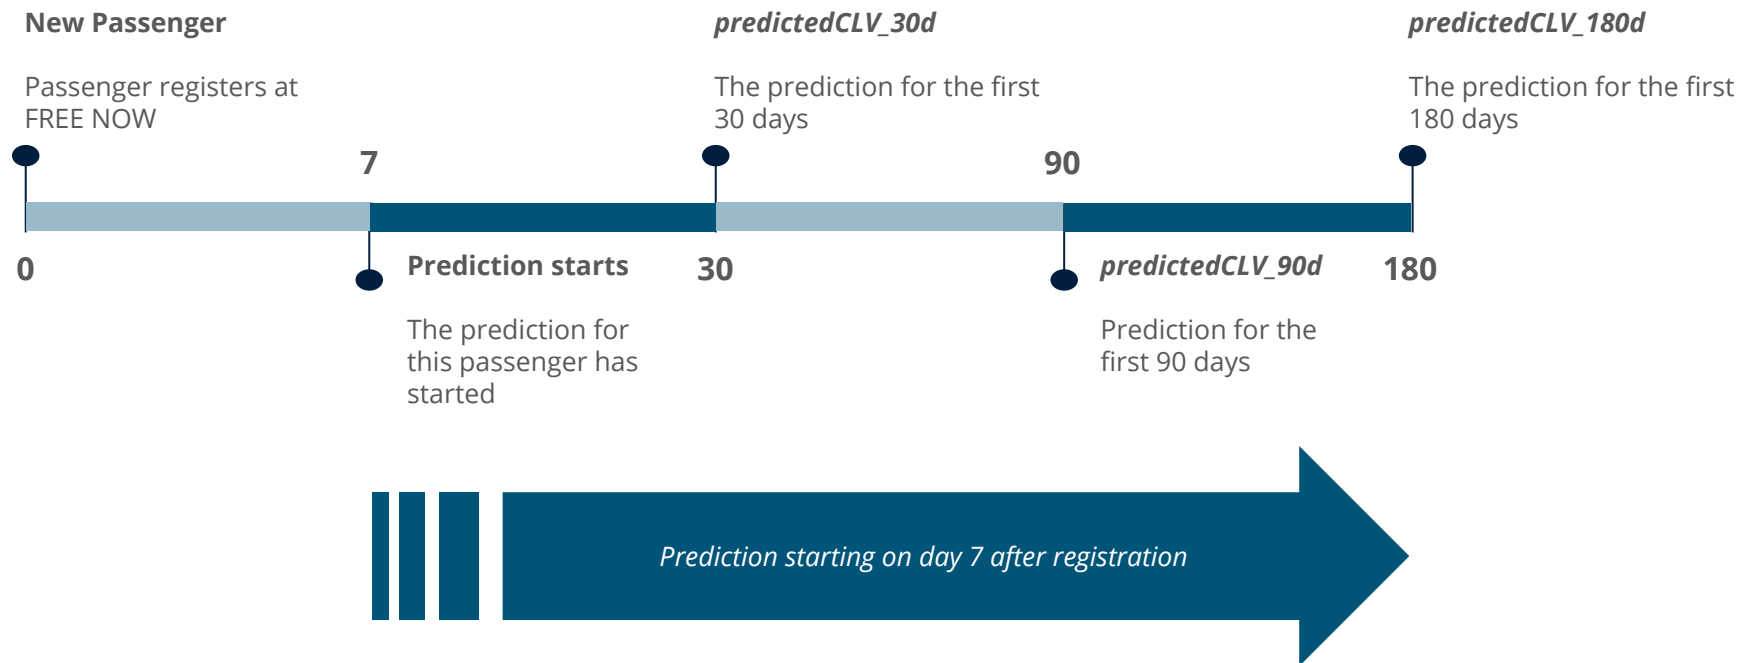 New Passenger
Passenger registers at
FREE NOW
predictedCLV_30d
The prediction for the first
30 days
predictedCLV_180d
The prediction for the first
180 days
7
90
0
30
180
Prediction starts
The prediction for
this passenger has
started
predictedCLV_90d
Prediction for the
first 90 days
Prediction starting on day 7 after registration